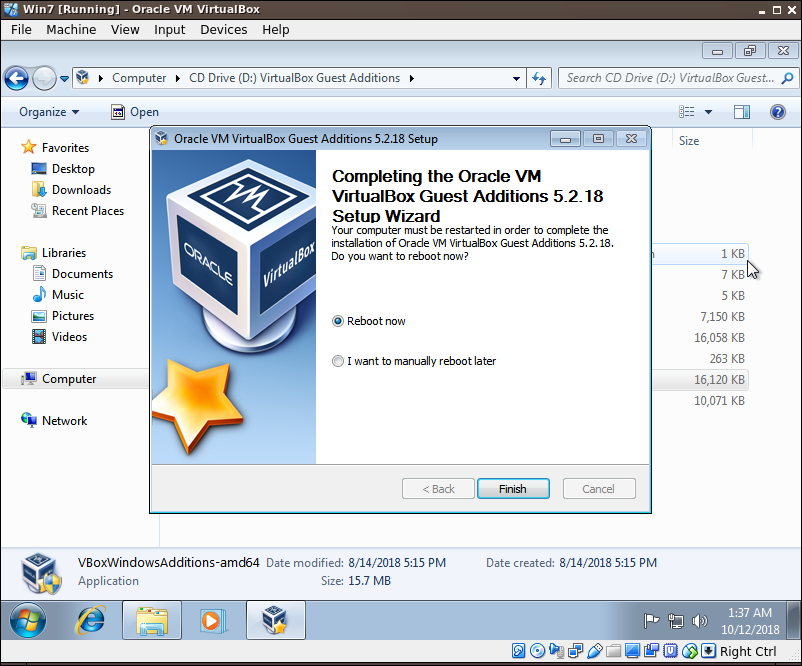 Win7 [Running] - Oracle VM VirtualBox
File Machine View Input Devices Help
Computer CD Drive (D:) VirtualBox Guest Additions
Search CD Drive (D:) VirtualBox Guest...
Organize Open
Size
Favorites
Desktop
Downloads
Recent Places
Libraries
Documents
Music
Pictures
Videos
Computer
Network
Oracle VM VirtualBox Guest Additions 5.2.18 Setup
ORACLE
VirtualBox
Completing the Oracle VM
VirtualBox Guest Additions 5.2.18
Setup Wizard
Your computer must be restarted in order to complete the
installation of Oracle VM VirtualBox Guest Additions 5.2.18.
Do you want to reboot now?
Reboot now
I want to manually reboot later
< Back Finish Cancel
1 KB
7 KB
5 KB
7,150 KB
16,058 KB
263 KB
16,120 KB
10,071 KB
VBoxWindowsAdditions-amd64 Date modified: 8/14/2018 5:15 PM Date created: 8/14/2018 5:15 PM
Application Size: 15.7 MB
1:37 AM
10/12/2018
Right Ctrl